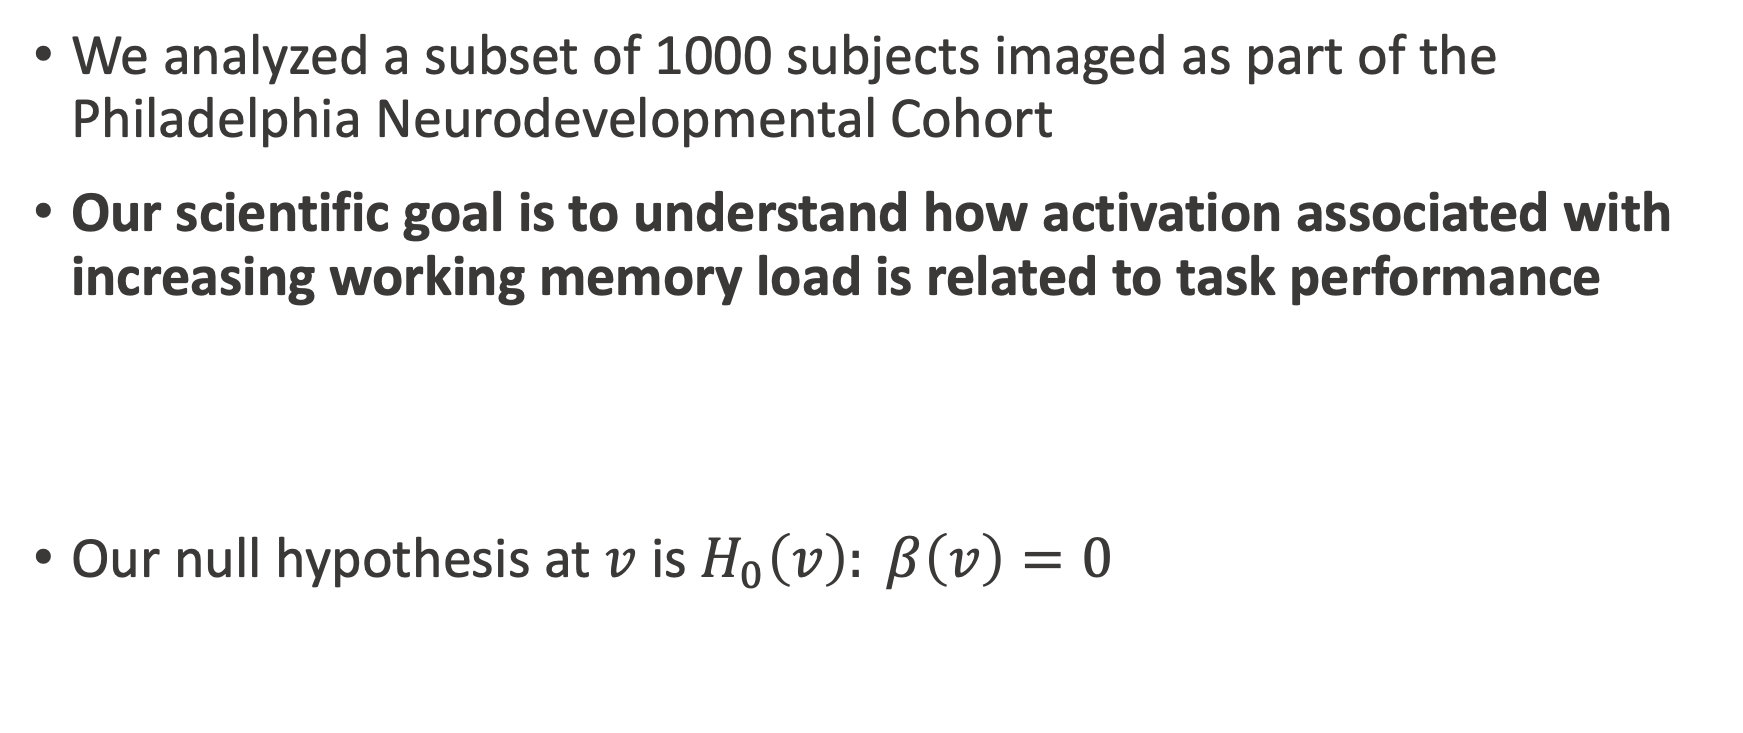 • We analyzed a subset of 1000 subjects imaged as part of the
Philadelphia Neurodevelopmental Cohort
• Our scientific goal is to understand how activation associated with
increasing working memory load is related to task performance
• Our null hypothesis at 𝑣 is 𝐻₀(𝑣): 𝛽(𝑣) = 0